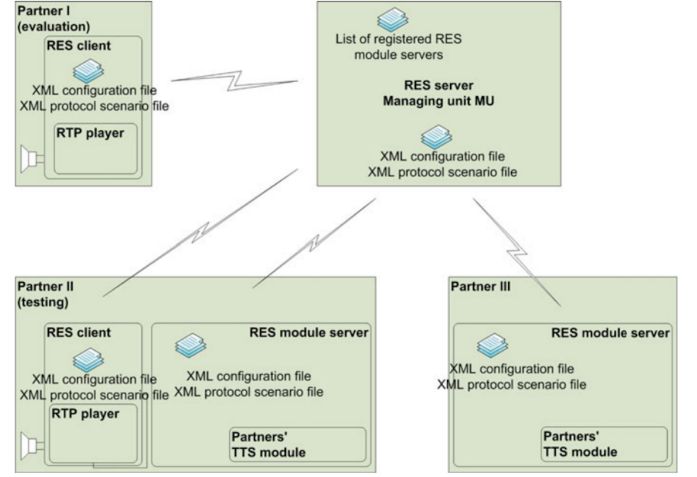 Partner I
(evaluation)
RES client
XML configuration file
XML protocol scenario file
RTP player
List of registered RES
module servers
RES server
Managing unit MU
XML configuration file
XML protocol scenario file
Partner II
(testing)
RES client
XML configuration file
XML protocol scenario file
RTP player
RES module server
XML configuration file
XML protocol scenario file
Partners'
TTS module
Partner III
RES module server
XML configuration file
XML protocol scenario file
Partners'
TTS module